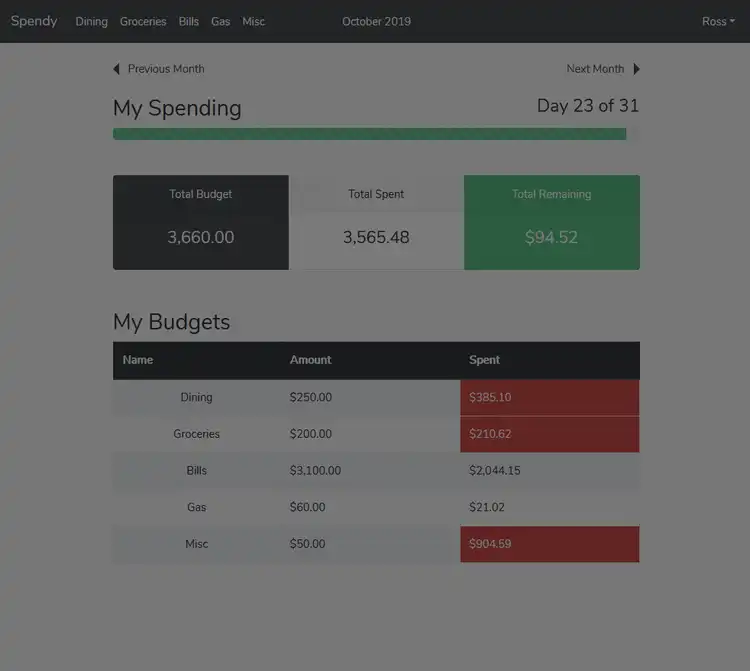 Spendy Dining Groceries Bills Gas Misc October 2019 Ross
Previous Month Next Month
My Spending Day 23 of 31
Total Budget Total Spent Total Remaining
3,660.00 3,565.48 $94.52
My Budgets
Name Amount Spent
Dining $250.00 $385.10
Groceries $200.00 $210.62
Bills $3,100.00 $2,044.15
Gas $60.00 $21.02
Misc $50.00 $904.59